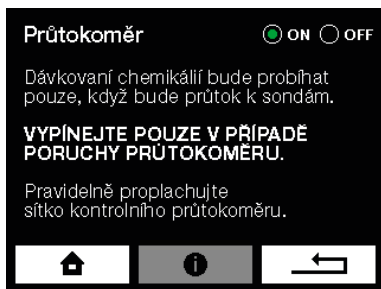 Průtokoměr ON OFF
Dávkovaní chemikálií bude probíhat
pouze, když bude průtok k sondám.
VYPÍNEJTE POUZE V PŘÍPADĚ
PORUCHY PRŮTOKOMĚRU.
Pravidelně proplachujte
sítko kontrolního průtokoměru.